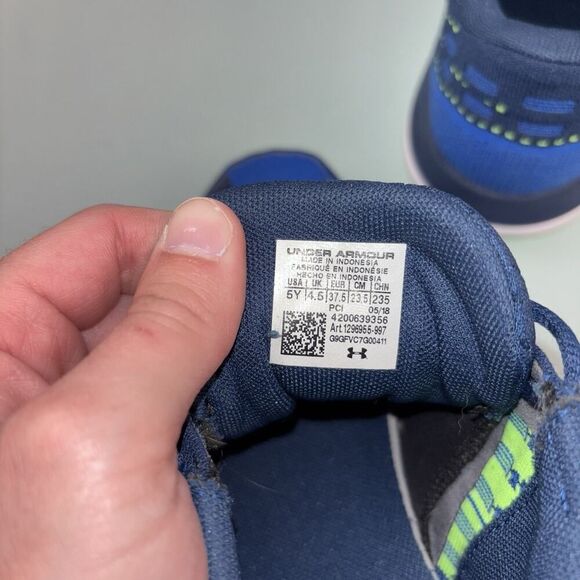 UNDER ARMOUR
MADE IN INDONESIA
FABRIQUÉ EN INDONÉSIE
HECHO EN INDONESIA
USA UK EUR CM CHN
5Y 4.5 37.5 23.5 235
PCI 05/18
4200639356
Art.1296955-997
G9GFVC7G00411